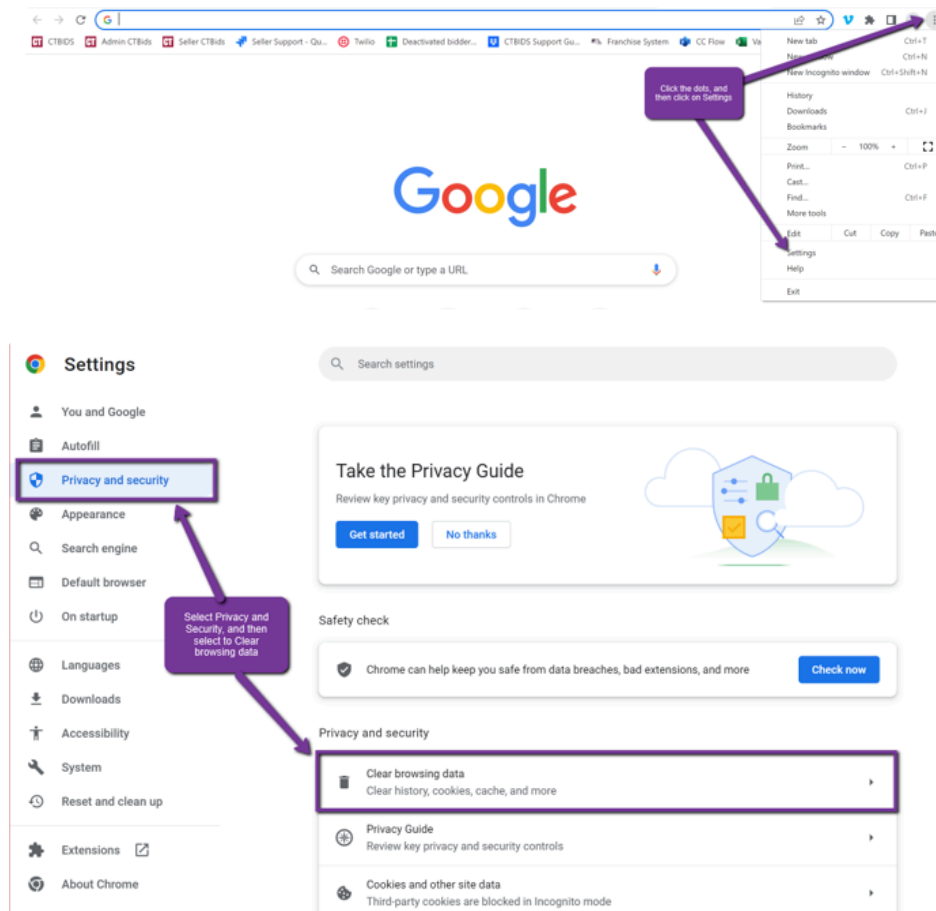 CTBIDS Admin CTBids Seller CTBids Seller Support - Qu... Twilio Deactivated bidder... CTBIDS Support Gu... Franchise System CC Flow Va
New tab Ctrl+T
Ctrl+N
New Incognito window Ctrl+Shift+N
Click the dots, and
then click on Settings
History
Downloads Ctrl+J
Bookmarks
Zoom - 100% +
Print... Ctrl+P
Cast...
Find... Ctrl+F
More tools
Edit Cut Copy Paste
Settings
Help
Exit
Google
Search Google or type a URL
Settings
Search settings
You and Google
Autofill
Privacy and security
Appearance
Search engine
Default browser
On startup
Languages
Downloads
Accessibility
System
Reset and clean up
Extensions
About Chrome
Select Privacy and
Security, and then
select to Clear
browsing data
Take the Privacy Guide
Review key privacy and security controls in Chrome
Get started No thanks
Safety check
Chrome can help keep you safe from data breaches, bad extensions, and more Check now
Privacy and security
Clear browsing data
Clear history, cookies, cache, and more
Privacy Guide
Review key privacy and security controls
Cookies and other site data
Third-party cookies are blocked in Incognito mode